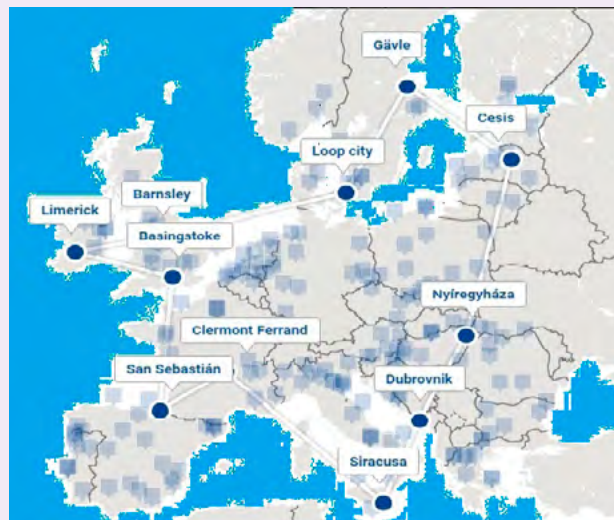 Gävle
Cesis
Loop city
Barnsley
Limerick
Basingstoke
Nyíregyháza
Clermont Ferrand
San Sebastián
Dubrovnik
Siracusa